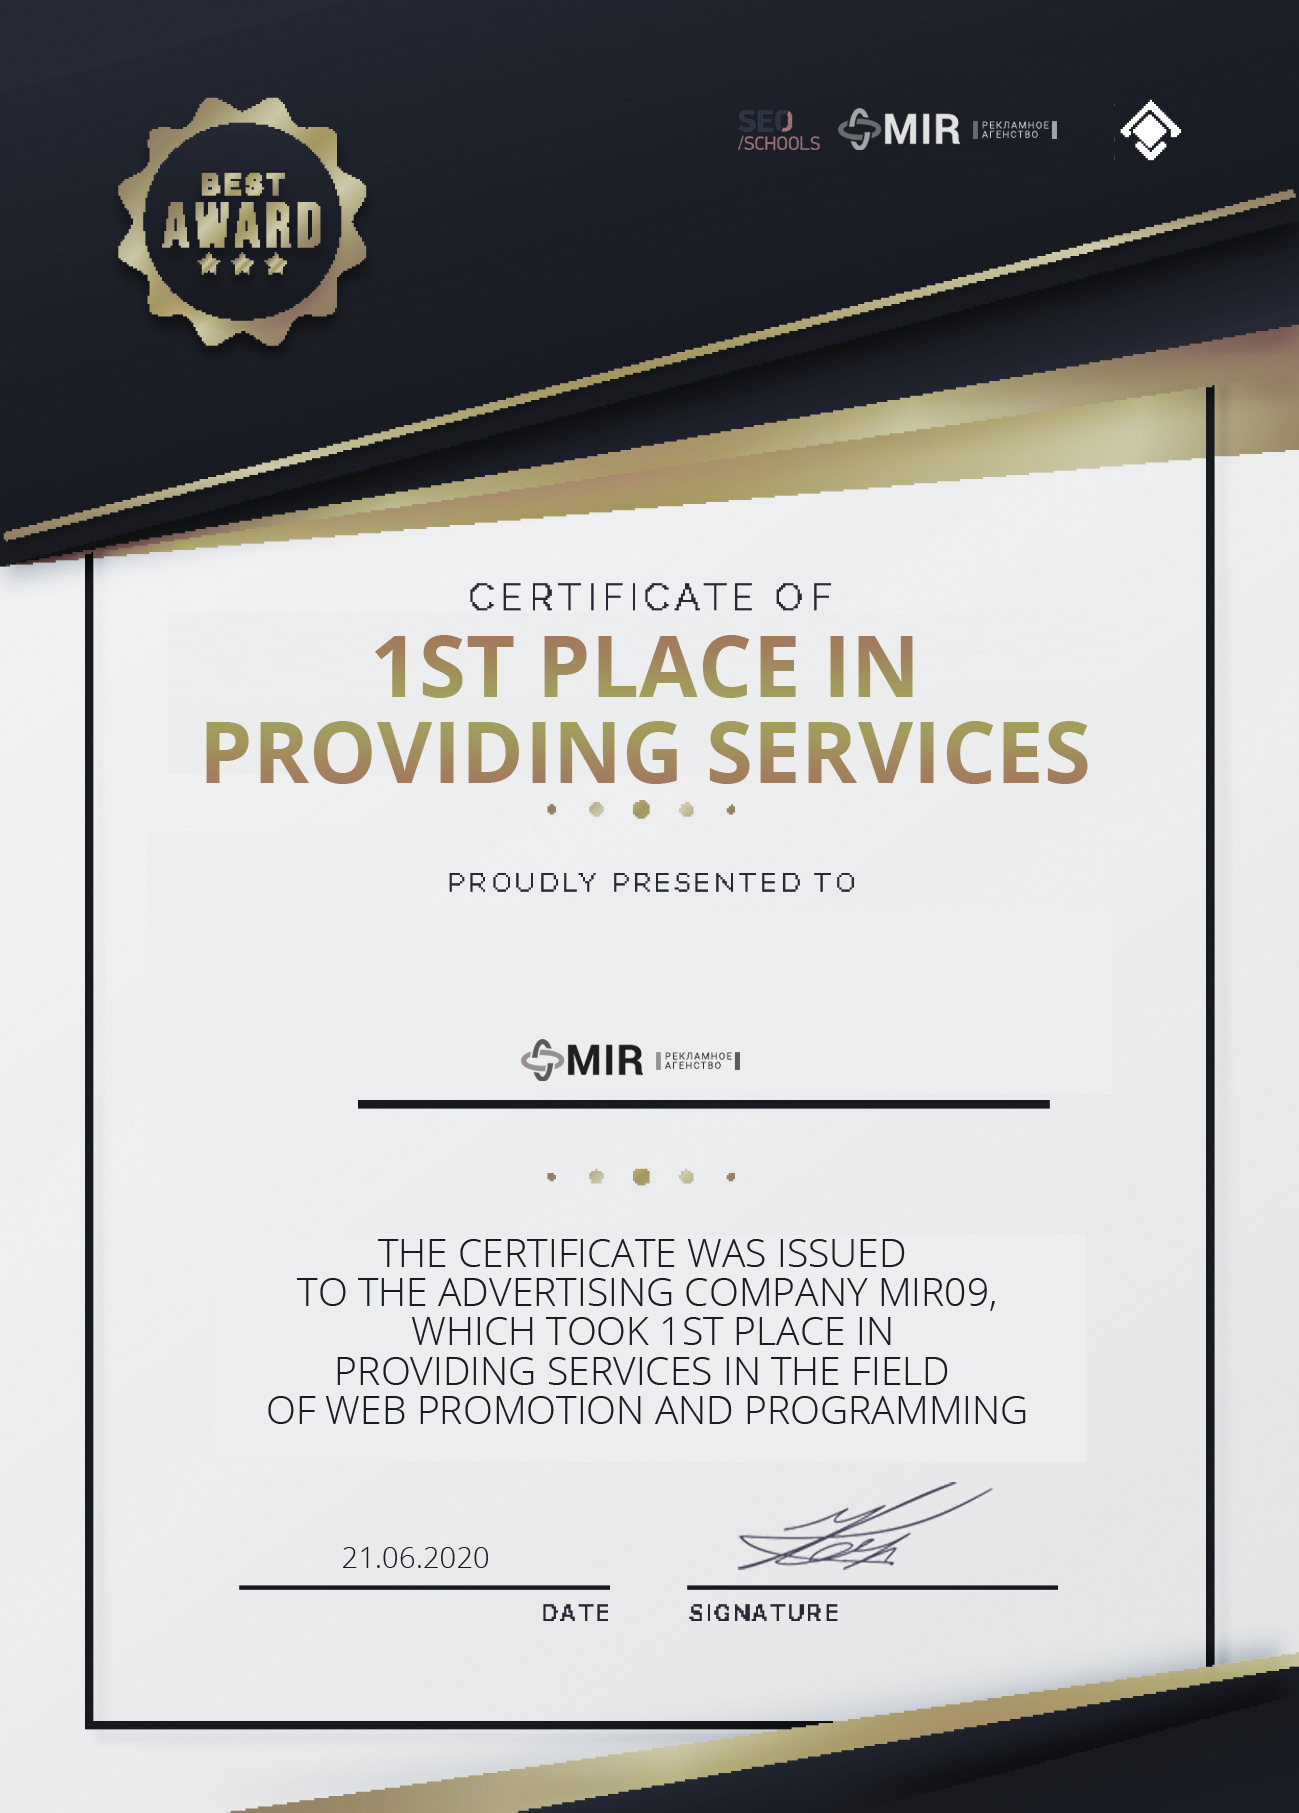 BEST
AWARD
SEO
/SCHOOLS
MIR
РЕКЛАМНОЕ
АГЕНСТВО
CERTIFICATE OF
1ST PLACE IN
PROVIDING SERVICES
PROUDLY PRESENTED TO
MIR
РЕКЛАМНОЕ
АГЕНСТВО
THE CERTIFICATE WAS ISSUED
TO THE ADVERTISING COMPANY MIR09,
WHICH TOOK 1ST PLACE IN
PROVIDING SERVICES IN THE FIELD
OF WEB PROMOTION AND PROGRAMMING
21.06.2020
DATE
SIGNATURE